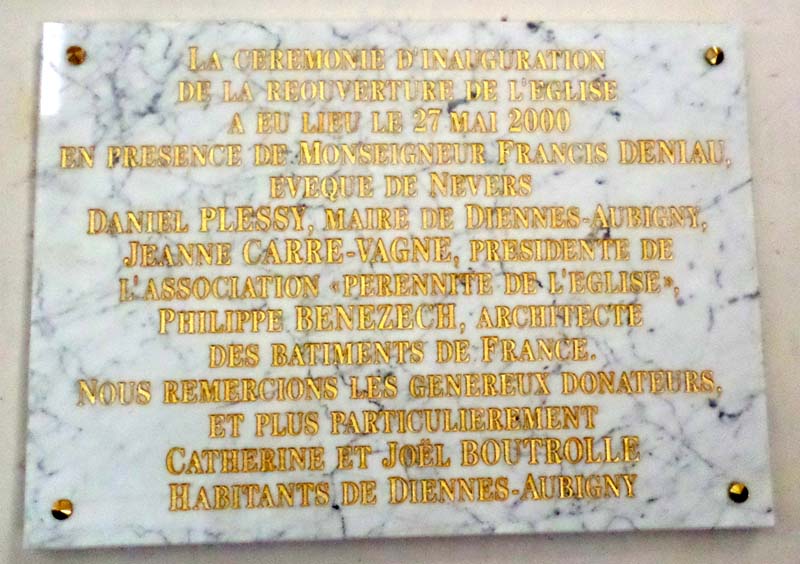 LA CEREMONIE D'INAUGURATION
DE LA REOUVERTURE DE L'EGLISE
A EU LIEU LE 27 MAI 2000
EN PRESENCE DE MONSEIGNEUR FRANCIS DENIAU,
EVEQUE DE NEVERS
DANIEL PLESSY, MAIRE DE DIENNES-AUBIGNY,
JEANNE CARRE-VAGNE, PRESIDENTE DE
L'ASSOCIATION «PERENNITE DE L'EGLISE»,
PHILIPPE BENEZECH, ARCHITECTE
DES BATIMENTS DE FRANCE.
NOUS REMERCIONS LES GENEREUX DONATEURS,
ET PLUS PARTICULIEREMENT
CATHERINE ET JOËL BOUTROLLE
HABITANTS DE DIENNES-AUBIGNY